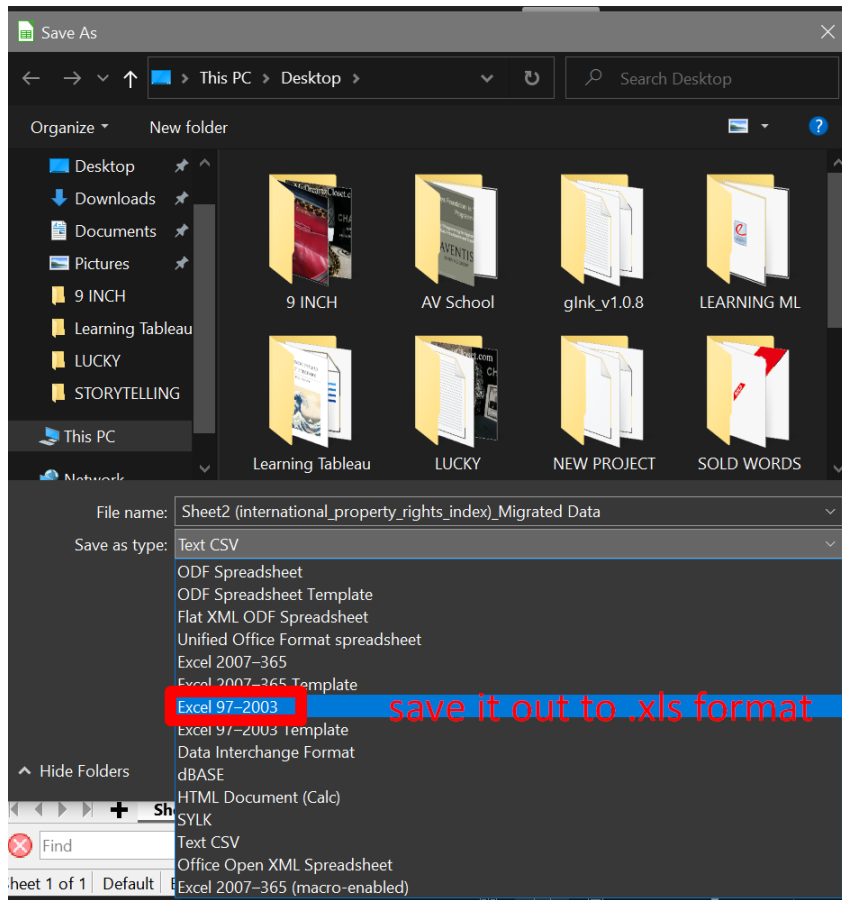 Save As
This PC > Desktop >
Search Desktop
Organize
New folder
Desktop
Downloads
Documents
Pictures
9 INCH
Learning Tableau
LUCKY
STORYTELLING
This PC
Network
9 INCH
AV School
gInk_v1.0.8
LEARNING ML
Learning Tableau
LUCKY
NEW PROJECT
SOLD WORDS
File name: Sheet2 (international_property_rights_index)_Migrated Data
Save as type: Text CSV
ODF Spreadsheet
ODF Spreadsheet Template
Flat XML ODF Spreadsheet
Unified Office Format spreadsheet
Excel 2007–365
Excel 2007–365 Template
Excel 97–2003
save it out to .xls format
Excel 97–2003 Template
Data Interchange Format
dBASE
HTML Document (Calc)
SYLK
Text CSV
Office Open XML Spreadsheet
Excel 2007–365 (macro-enabled)
Hide Folders
Find
Sheet 1 of 1
Default